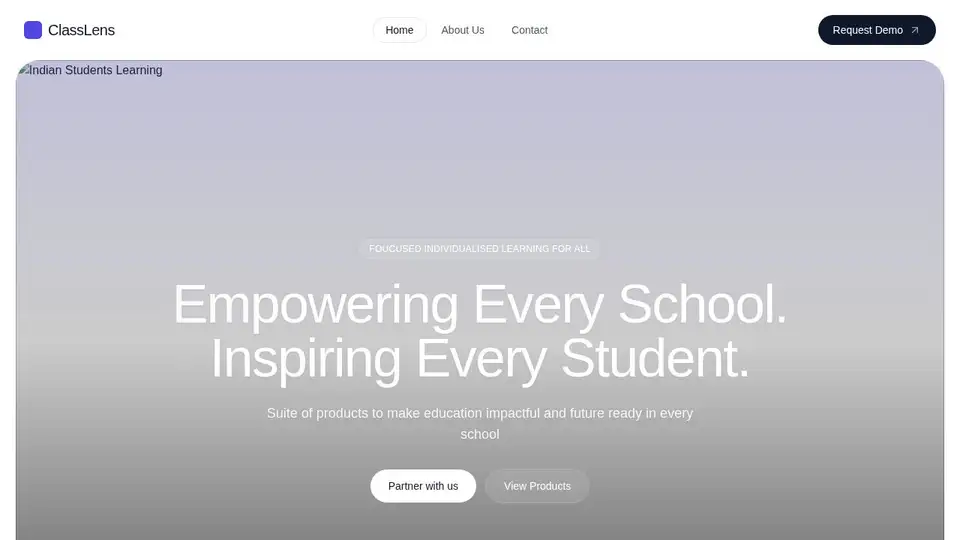 ClassLens
Home
About Us
Contact
Request Demo
Indian Students Learning
FOUCUSED INDIVIDUALISED LEARNING FOR ALL
Empowering Every School.
Inspiring Every Student.
Suite of products to make education impactful and future ready in every
school
Partner with us
View Products